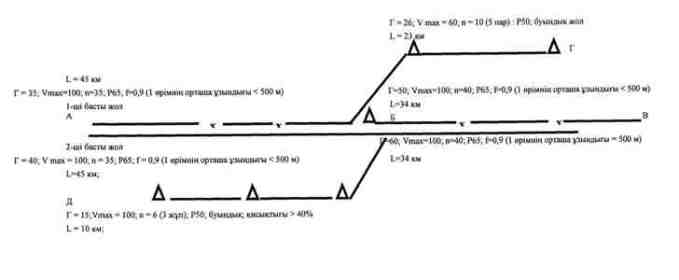 Г = 26; V max = 60; n = 10 (5 пар) ; Р50; буындық жол
L = 23 км
Г
L = 45 км
Г = 35; Vmax=100; n=35; Р65; f=0,9 (1 өрімнің орташа ұзындығы < 500 м)
1-ші басты жол
А
Г=50; Vmax=100; n=40; Р65; f=0,9 (1 өрімнің орташа ұзындығы < 500 м)
L=34 км
Б
В
2-ші басты жол
Г = 40; V max = 100; n = 35; Р65; f = 0,9 (1 өрімнің орташа ұзындығы < 500 м)
L=45 км;
Г=60; Vmax=100; n=40; Р65; f=0,9 (1 өрімнің орташа ұзындығы = 500 м)
L=34 км
Д
Г = 15; Vmax = 100; n = 6 (3 жұп); Р50; буындық; қисықтығы > 40%
L = 10 км;